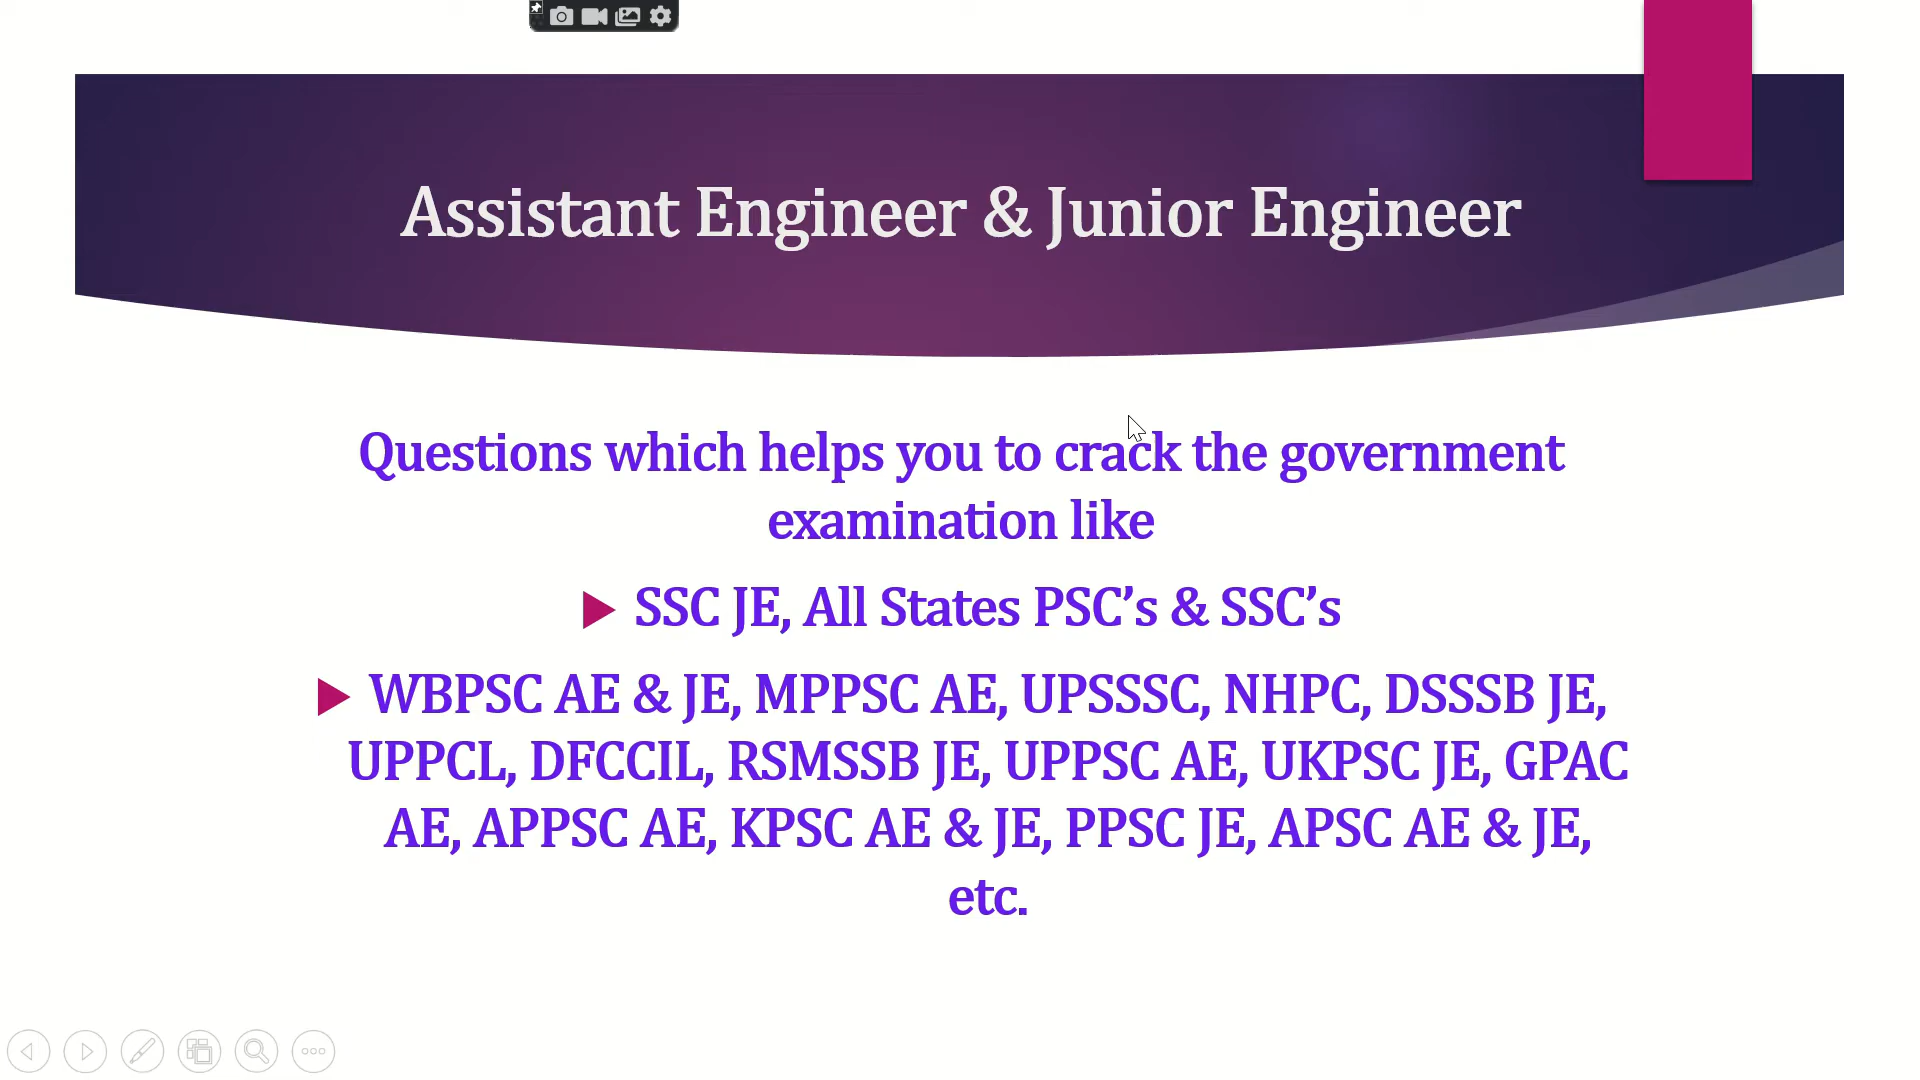 Assistant Engineer & Junior Engineer
Questions which helps you to crack the government
examination like
SSC JE, All States PSC’s & SSC’s
WBPSC AE & JE, MPPSC AE, UPSSSC, NHPC, DSSSB JE,
UPPCL, DFCCIL, RSMSSB JE, UPPSC AE, UKPSC JE, GPAC
AE, APPSC AE, KPSC AE & JE, PPSC JE, APSC AE & JE,
etc.